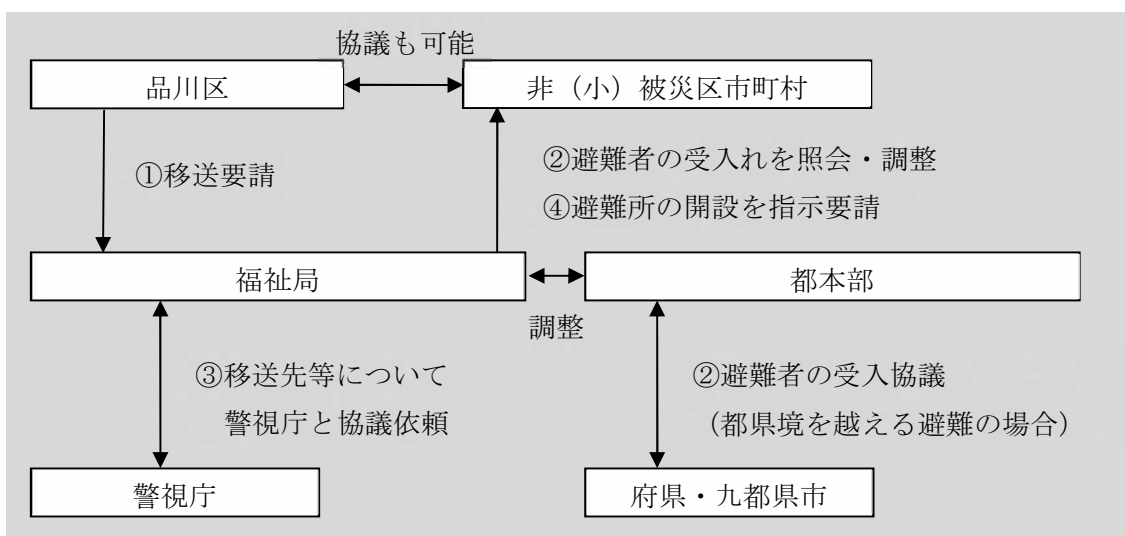 協議も可能
品川区
非（小）被災区市町村
①移送要請
②避難者の受入れを照会・調整
④避難所の開設を指示要請
福祉局
都本部
調整
③移送先等について
警視庁と協議依頼
②避難者の受入協議
（都県境を越える避難の場合）
警視庁
府県・九都県市